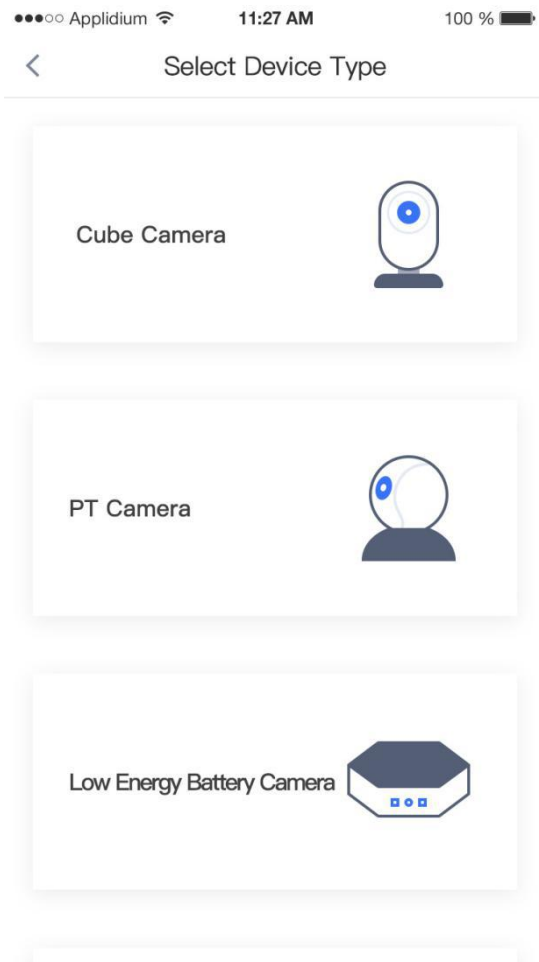 Applidium 11:27 AM 100 %
Select Device Type
Cube Camera
PT Camera
Low Energy Battery Camera